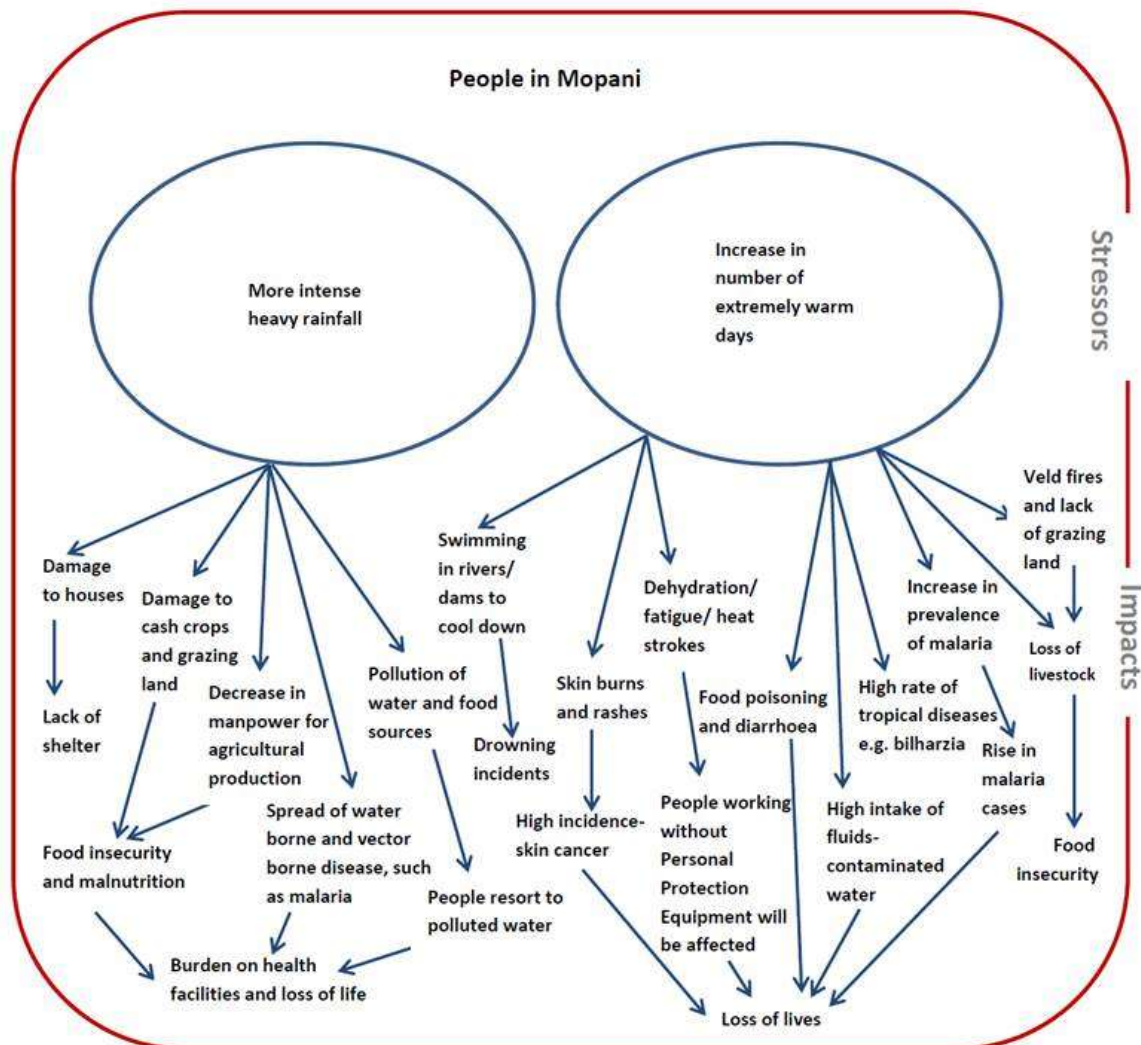 People in Mopani
More intense
heavy rainfall
Increase in
number of
extremely warm
days
Stressors
Impacts
Damage
to houses
Lack of
shelter
Damage to
cash crops
and grazing
land
Decrease in
manpower for
agricultural
production
Food insecurity
and malnutrition
Spread of water
borne and vector
borne disease, such
as malaria
Pollution of
water and food
sources
People resort to
polluted water
Burden on health
facilities and loss of life
Swimming
in rivers/
dams to
cool down
Drowning
incidents
Skin burns
and rashes
High incidence-
skin cancer
Dehydration/
fatigue/ heat
strokes
People working
without
Personal
Protection
Equipment will
be affected
Food poisoning
and diarrhoea
High intake of
fluids-
contaminated
water
High rate of
tropical diseases
e.g. bilharzia
Increase in
prevalence
of malaria
Rise in
malaria
cases
Veld fires
and lack
of grazing
land
Loss of
livestock
Food
insecurity
Loss of lives